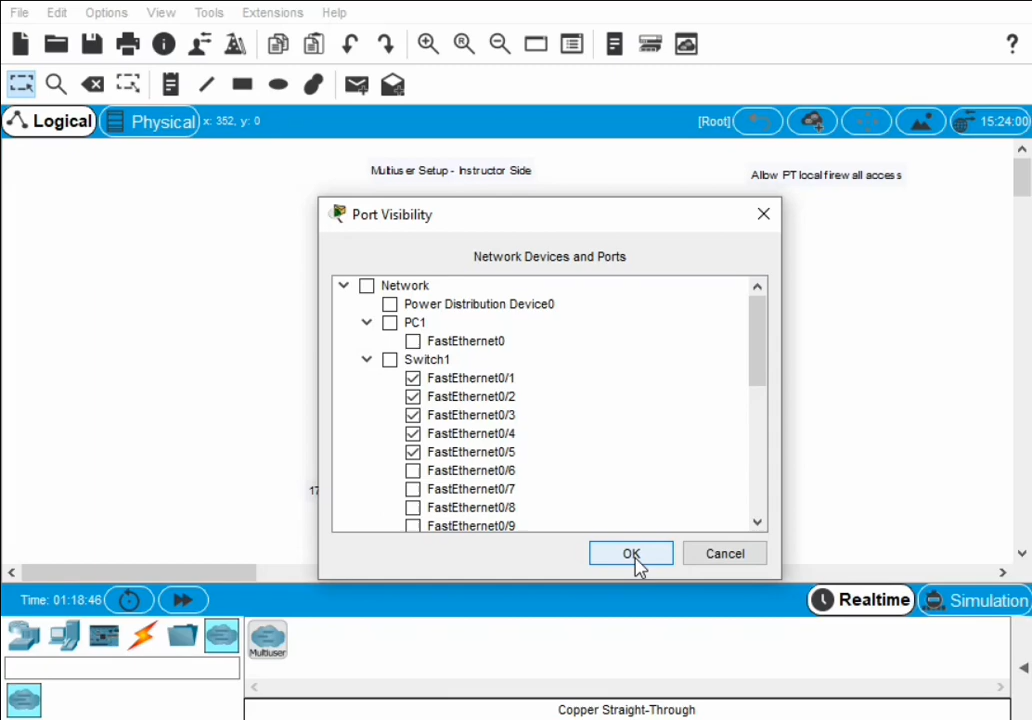 File Edit Options View Tools Extensions Help
?
Logical Physical x: 352, y: 0 [Root] 15:24:00
Multiuser Setup - Instructor Side Allow PT local firewall access
Port Visibility
Network Devices and Ports
Network
Power Distribution Device0
PC1
FastEthernet0
Switch1
FastEthernet0/1
FastEthernet0/2
FastEthernet0/3
FastEthernet0/4
FastEthernet0/5
FastEthernet0/6
FastEthernet0/7
FastEthernet0/8
FastEthernet0/9
17
OK Cancel
Time: 01:18:46 Realtime Simulation
Multiuser
Copper Straight-Through